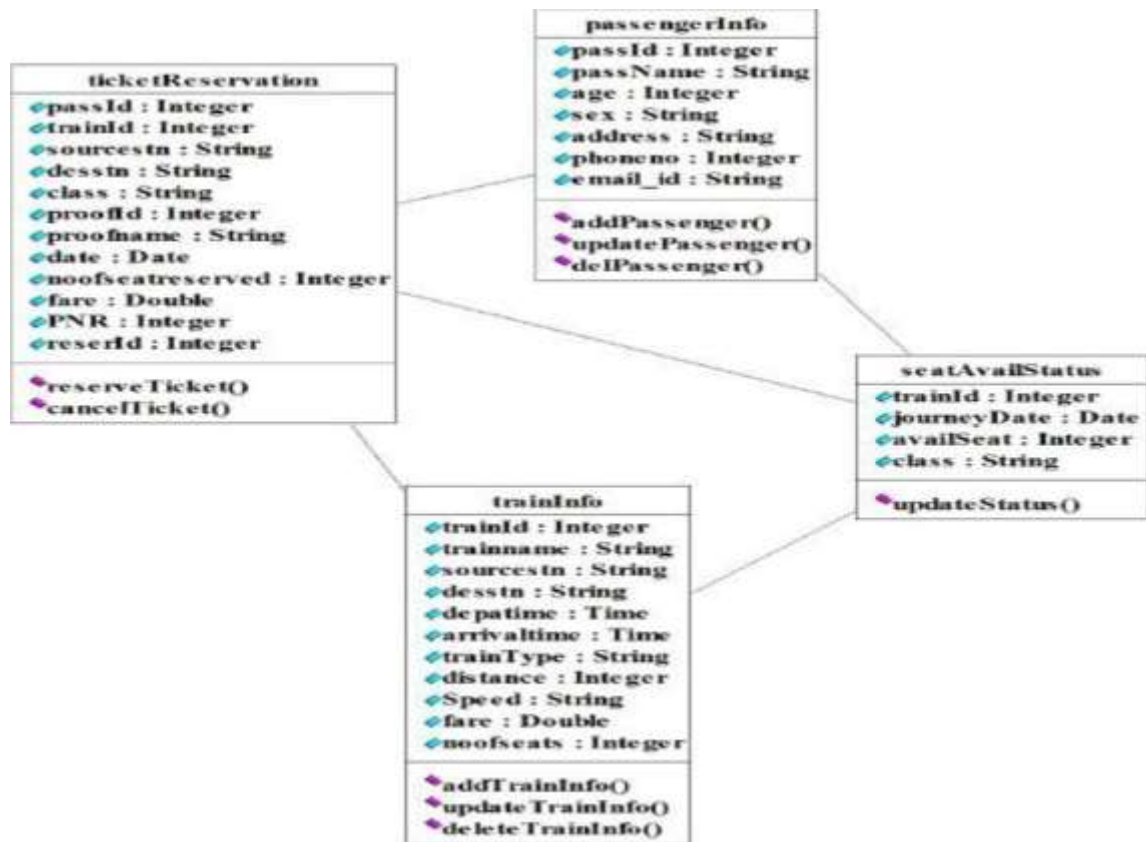 ticketReservation
passId : Integer
trainId : Integer
sourcestn : String
desstn : String
class : String
proofId : Integer
proofname : String
date : Date
noofseatreserved : Integer
fare : Double
PNR : Integer
reserId : Integer
reserveTicket()
cancelTicket()
passengerInfo
passId : Integer
passName : String
age : Integer
sex : String
address : String
phoneno : Integer
email_id : String
addPassenger()
updatePassenger()
delPassenger()
seatAvailStatus
trainId : Integer
journeyDate : Date
availSeat : Integer
class : String
updateStatus()
trainInfo
trainId : Integer
trainname : String
sourcestn : String
desstn : String
depatime : Time
arrivaltime : Time
trainType : String
distance : Integer
Speed : String
fare : Double
noofseats : Integer
addTrainInfo()
updateTrainInfo()
deleteTrainInfo()